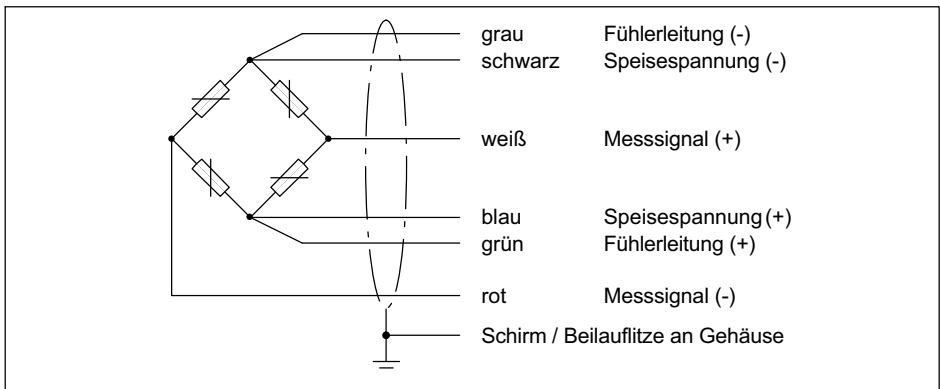 grau Fühlerleitung (-)
schwarz Speisespannung (-)
weiß Messsignal (+)
blau Speisespannung (+)
grün Fühlerleitung (+)
rot Messsignal (-)
Schirm / Beilauflitze an Gehäuse